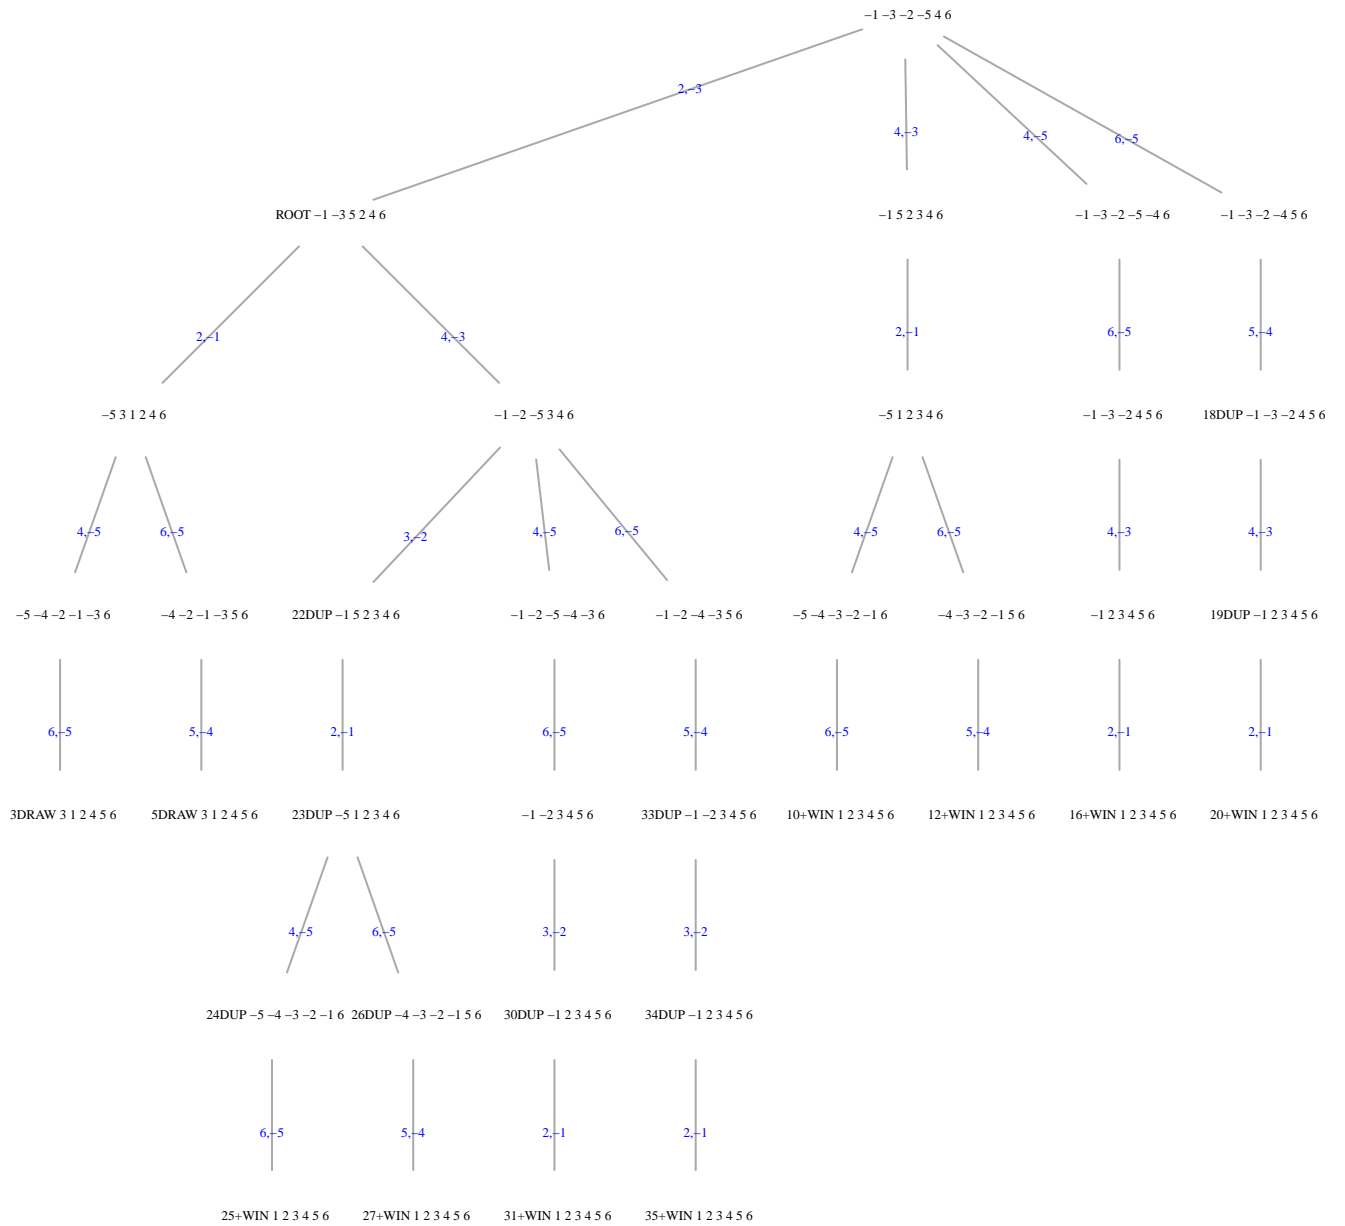 −1 −3 −2 −5 4 6
2,−3
4,−3
4,−5
6,−5
ROOT −1 −3 5 2 4 6
−1 5 2 3 4 6
−1 −3 −2 −5 −4 6
−1 −3 −2 −4 5 6
2,−1
4,−3
2,−1
6,−5
5,−4
−5 3 1 2 4 6
−1 −2 −5 3 4 6
−5 1 2 3 4 6
−1 −3 −2 4 5 6
18DUP −1 −3 −2 4 5 6
4,−5
6,−5
3,−2
4,−5
6,−5
4,−5
6,−5
4,−3
4,−3
−5 −4 −2 −1 −3 6
−4 −2 −1 −3 5 6
22DUP −1 5 2 3 4 6
−1 −2 −5 −4 −3 6
−1 −2 −4 −3 5 6
−5 −4 −3 −2 −1 6
−4 −3 −2 −1 5 6
−1 2 3 4 5 6
19DUP −1 2 3 4 5 6
6,−5
5,−4
2,−1
6,−5
5,−4
6,−5
5,−4
2,−1
2,−1
3DRAW 3 1 2 4 5 6
5DRAW 3 1 2 4 5 6
23DUP −5 1 2 3 4 6
−1 −2 3 4 5 6
33DUP −1 −2 3 4 5 6
10+WIN 1 2 3 4 5 6
12+WIN 1 2 3 4 5 6
16+WIN 1 2 3 4 5 6
20+WIN 1 2 3 4 5 6
4,−5
6,−5
3,−2
3,−2
24DUP −5 −4 −3 −2 −1 6
26DUP −4 −3 −2 −1 5 6
30DUP −1 2 3 4 5 6
34DUP −1 2 3 4 5 6
6,−5
5,−4
2,−1
2,−1
25+WIN 1 2 3 4 5 6
27+WIN 1 2 3 4 5 6
31+WIN 1 2 3 4 5 6
35+WIN 1 2 3 4 5 6